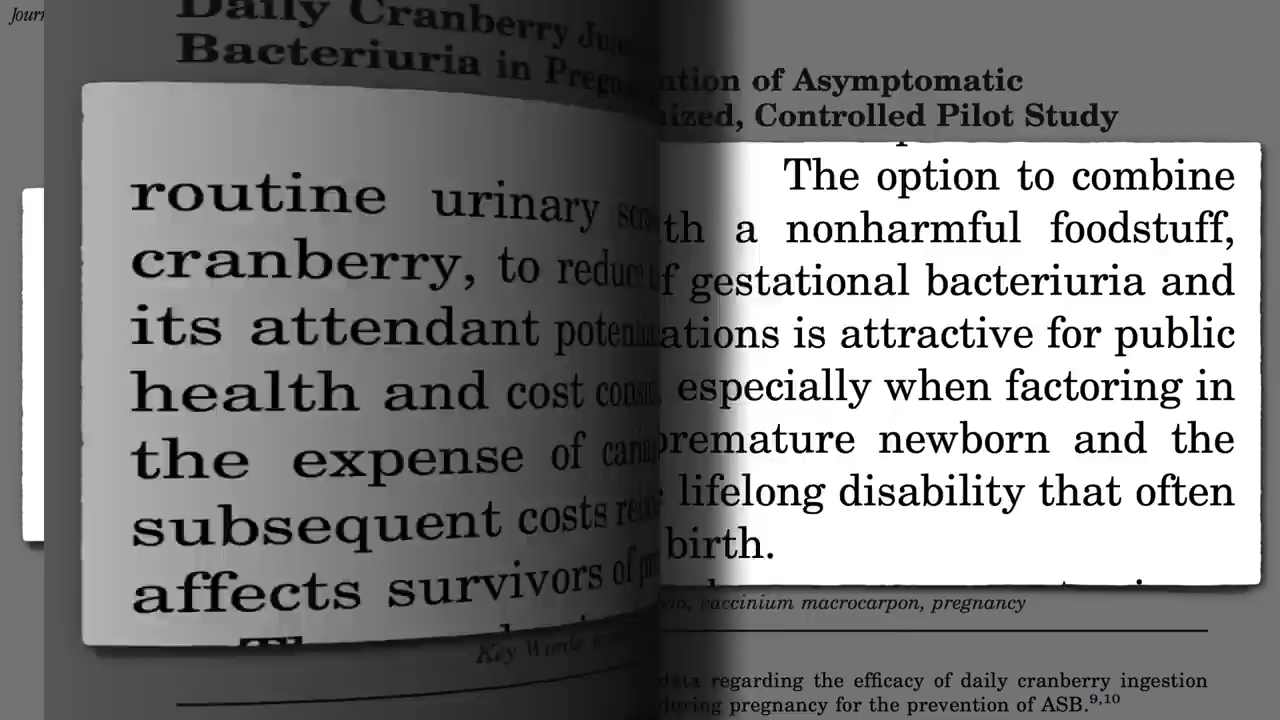 Journ
Daily Cranberry
Bacteriuria in
ntion of Asymptomatic
ized, Controlled Pilot Study
The option to combine
routine urinary
th a nonharmful foodstuff,
cranberry, to reduce
f gestational bacteriuria and
its attendant
ations is attractive for public
health and cost
especially when factoring in
the expense of
premature newborn and the
subsequent costs
lifelong disability that often
affects survivors of
birth.
Key Words
vaccinium macrocarpon, pregnancy
data regarding the efficacy of daily cranberry ingestion
during pregnancy for the prevention of ASB.9,10